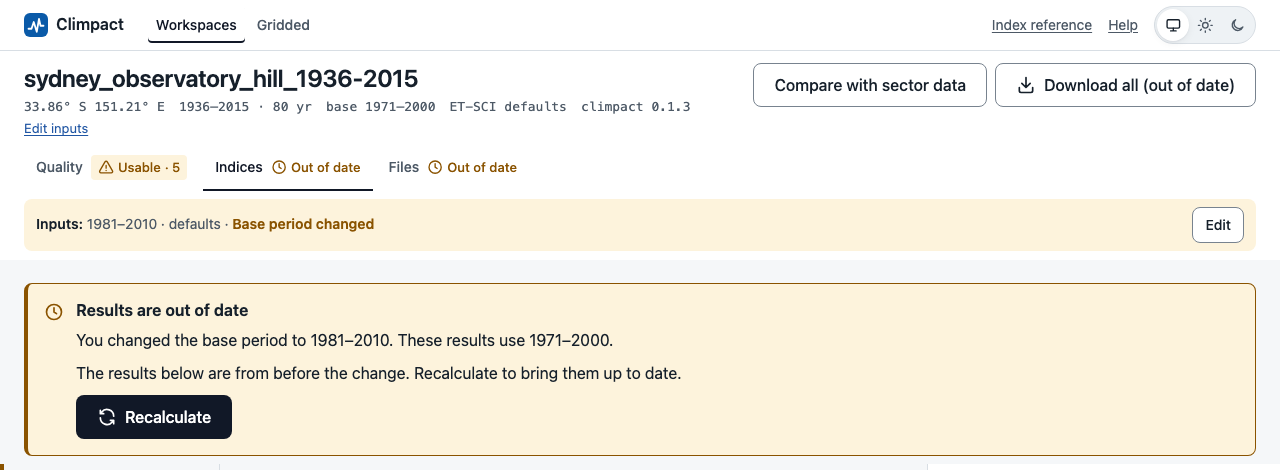 Climpact Workspaces Gridded Index reference Help
sydney_observatory_hill_1936-2015
33.86° S 151.21° E 1936–2015 · 80 yr base 1971–2000 ET-SCI defaults climpact 0.1.3
Edit inputs
Compare with sector data
Download all (out of date)
Quality Usable · 5 Indices Out of date Files Out of date
Inputs: 1981–2010 · defaults · Base period changed Edit
Results are out of date
You changed the base period to 1981–2010. These results use 1971–2000.
The results below are from before the change. Recalculate to bring them up to date.
Recalculate